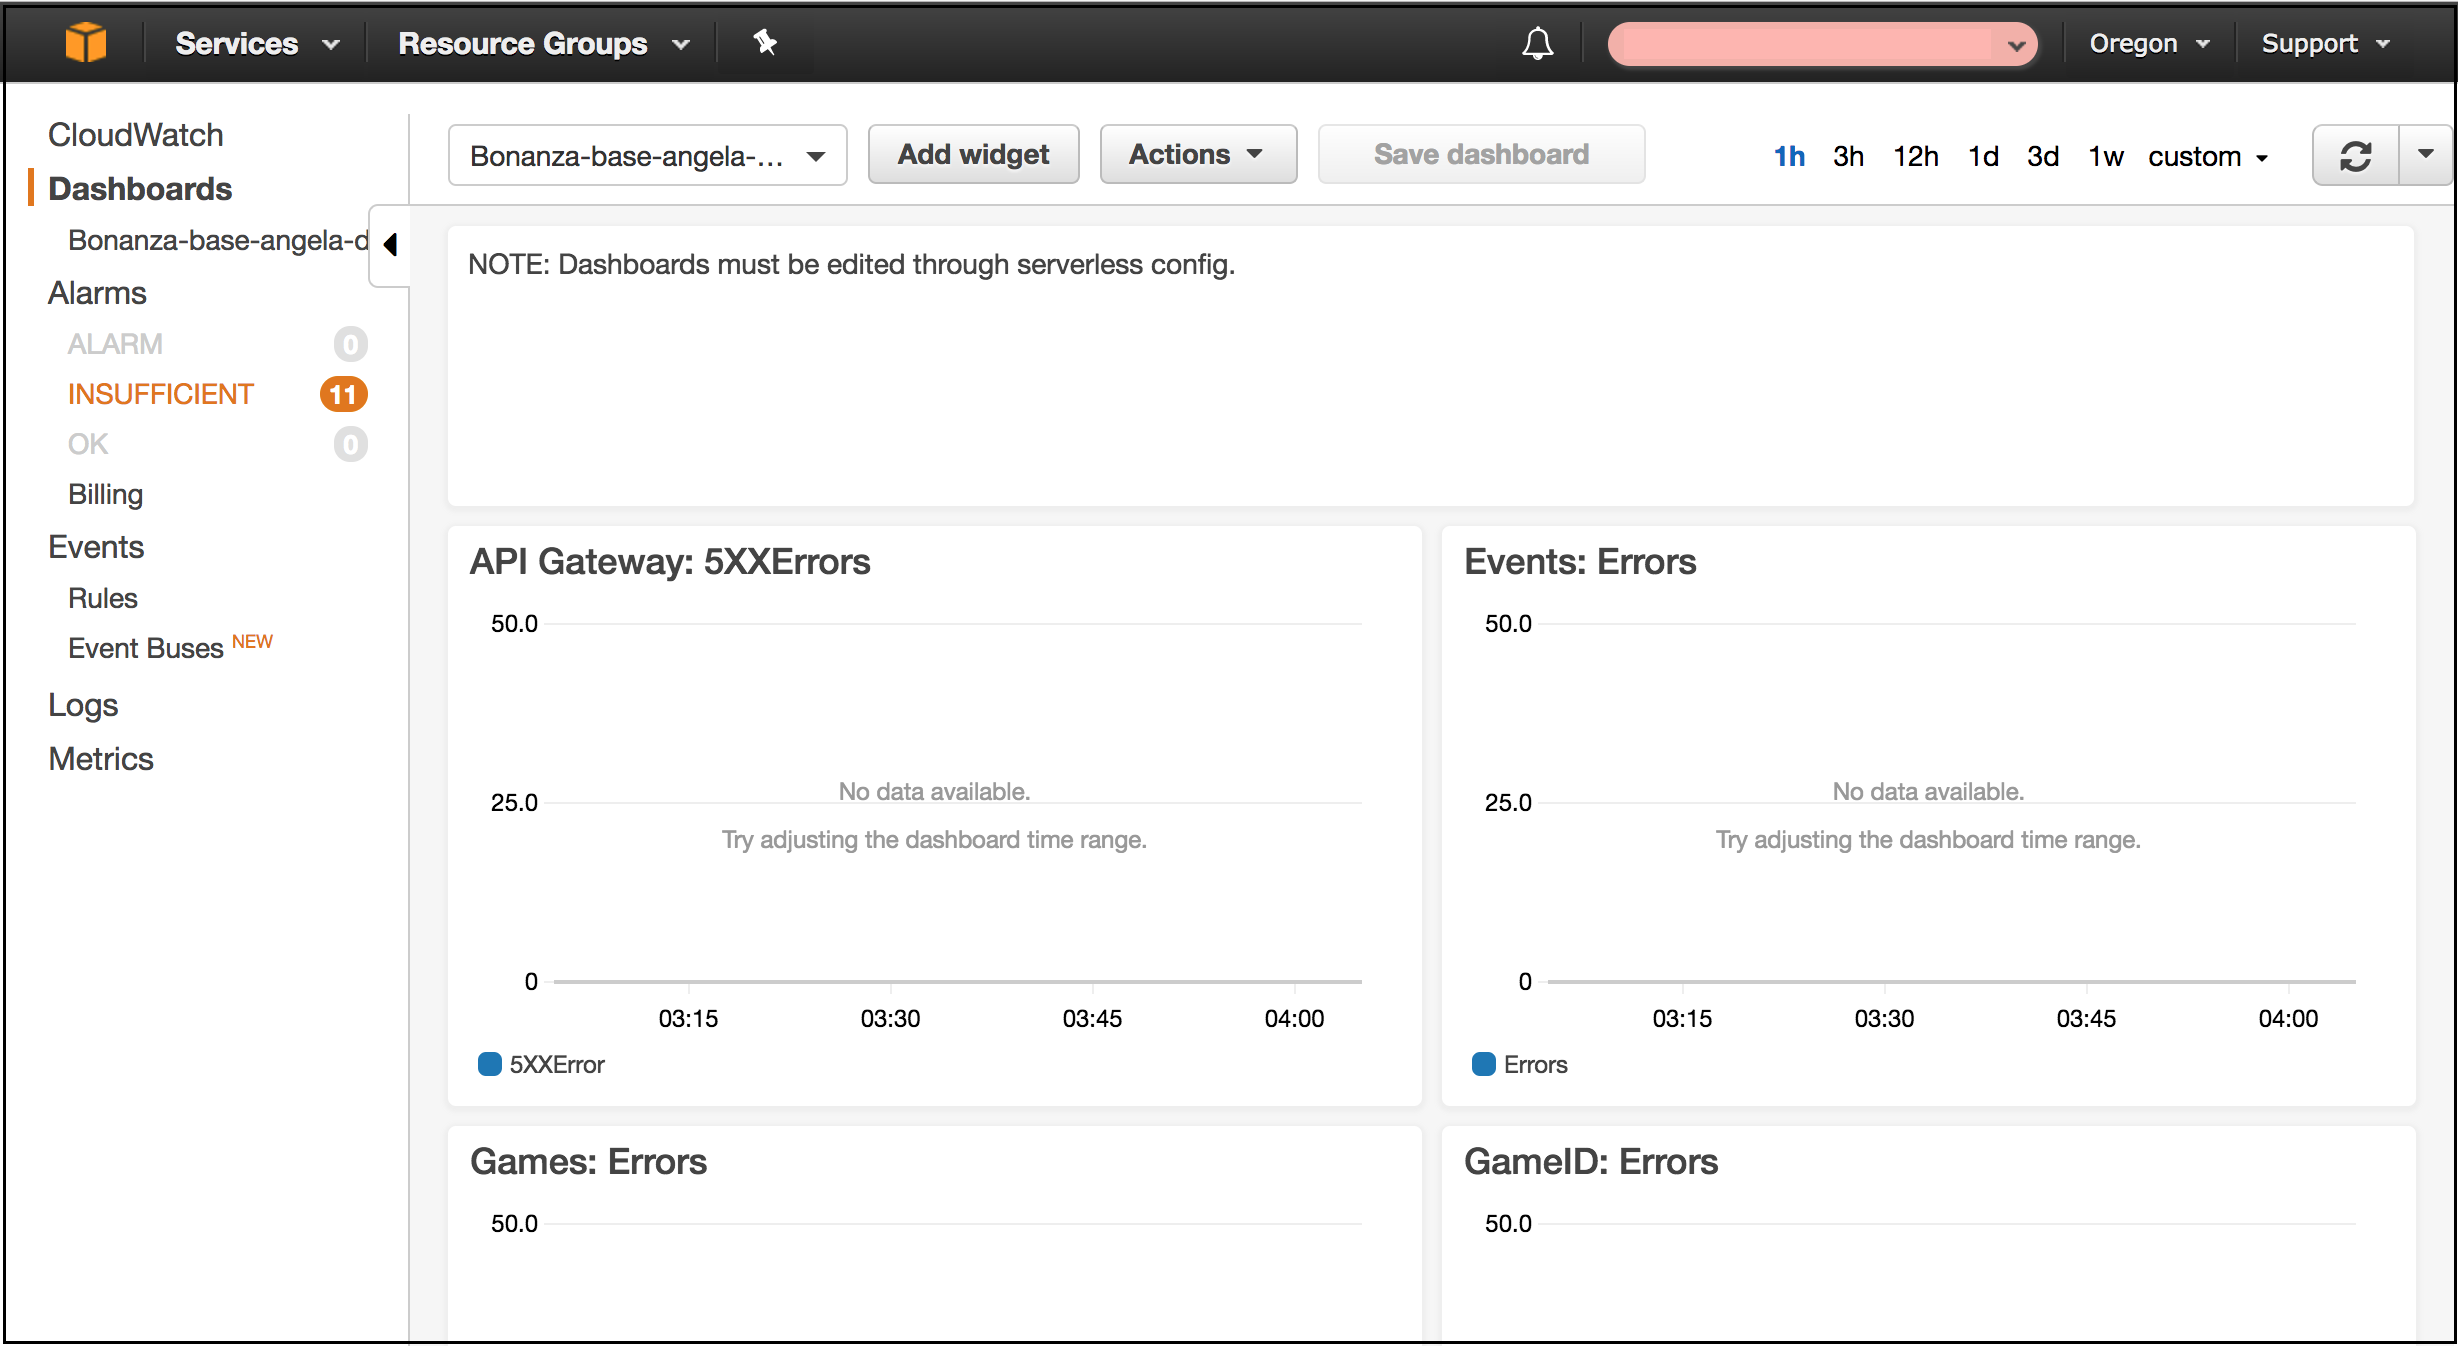 Services
Resource Groups
Oregon
Support
CloudWatch
Dashboards
Bonanza-base-angela-d
Alarms
ALARM 0
INSUFFICIENT 11
OK 0
Billing
Events
Rules
Event Buses NEW
Logs
Metrics
Bonanza-base-angela-...
Add widget
Actions
Save dashboard
1h 3h 12h 1d 3d 1w custom
NOTE: Dashboards must be edited through serverless config.
API Gateway: 5XXErrors
50.0
25.0
No data available.
Try adjusting the dashboard time range.
0
03:15 03:30 03:45 04:00
5XXError
Events: Errors
50.0
25.0
No data available.
Try adjusting the dashboard time range.
0
03:15 03:30 03:45 04:00
Errors
Games: Errors
50.0
GameID: Errors
50.0